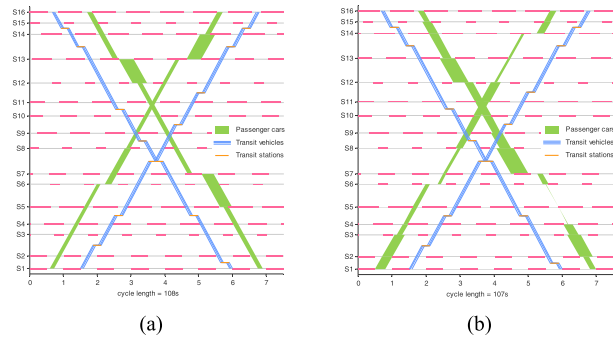 S16
S15
S14
S13
S12
S11
S10
S9
S8
S7
S6
S5
S4
S3
S2
S1
Passenger cars
Transit vehicles
Transit stations
0 1 2 3 4 5 6 7
cycle length = 108s
(a)
S16
S15
S14
S13
S12
S11
S10
S9
S8
S7
S6
S5
S4
S3
S2
S1
Passenger cars
Transit vehicles
Transit stations
0 1 2 3 4 5 6 7
cycle length = 107s
(b)